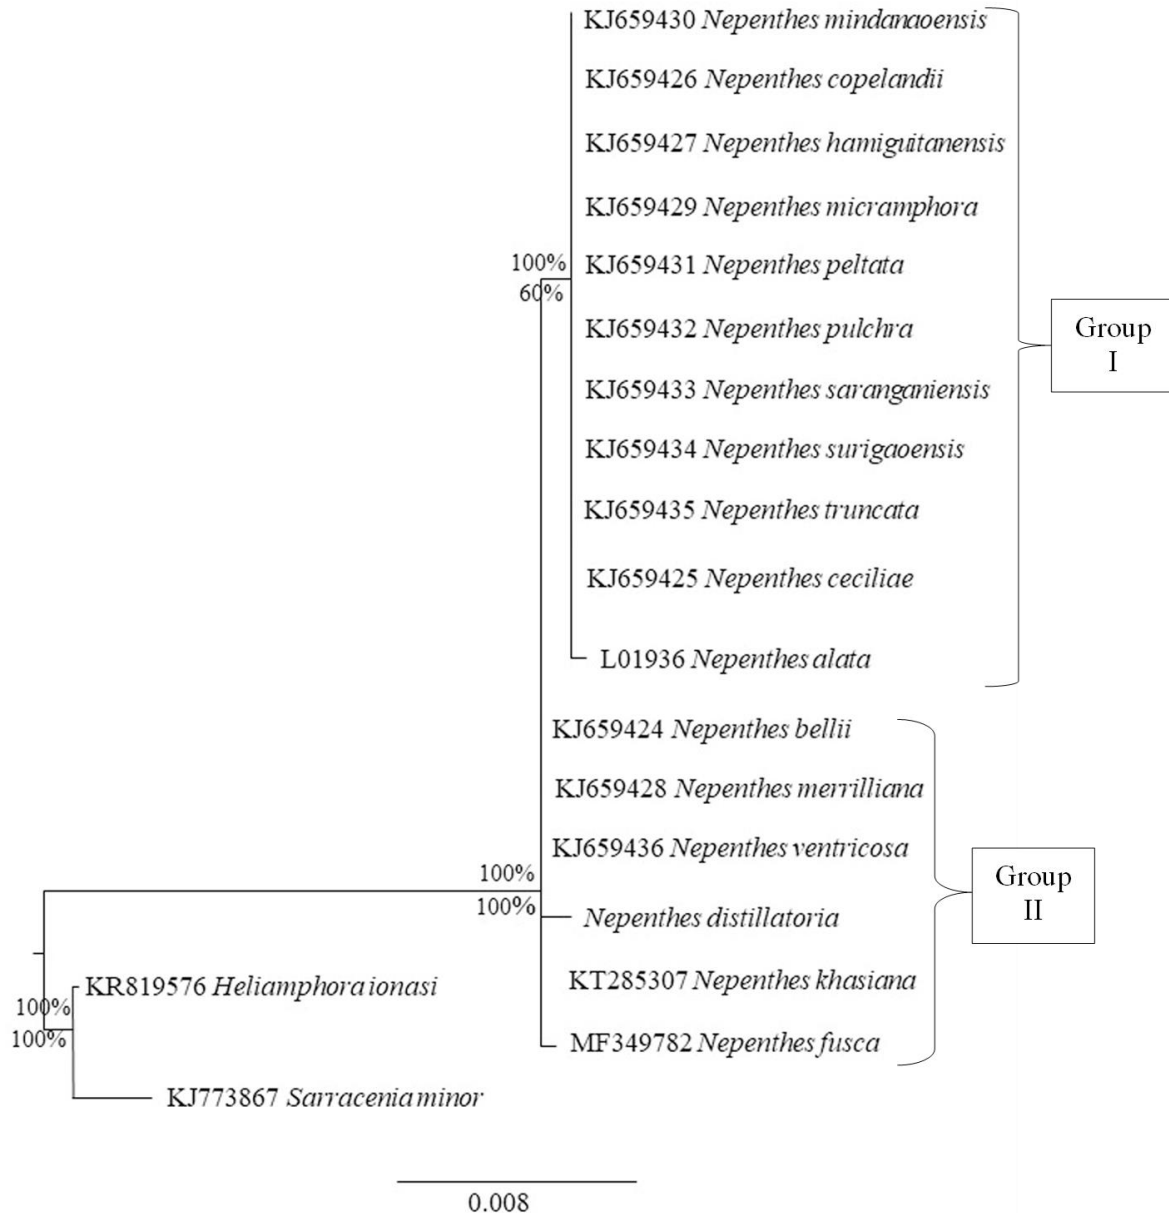 KJ659430 Nepenthes mindanaoensis
KJ659426 Nepenthes copelandii
KJ659427 Nepenthes hamiguitanensis
KJ659429 Nepenthes micramphora
100%
60%
KJ659431 Nepenthes peltata
KJ659432 Nepenthes pulchra
Group
I
KJ659433 Nepenthes saranganiensis
KJ659434 Nepenthes surigaoensis
KJ659435 Nepenthes truncata
KJ659425 Nepenthes ceciliae
L01936 Nepenthes alata
KJ659424 Nepenthes bellii
KJ659428 Nepenthes merrilliana
KJ659436 Nepenthes ventricosa
100%
100%
Group
II
Nepenthes distillatoria
KT285307 Nepenthes khasiana
KR819576 Heliamphora ionasi
100%
100%
MF349782 Nepenthes fusca
KJ773867 Sarracenia minor
0.008